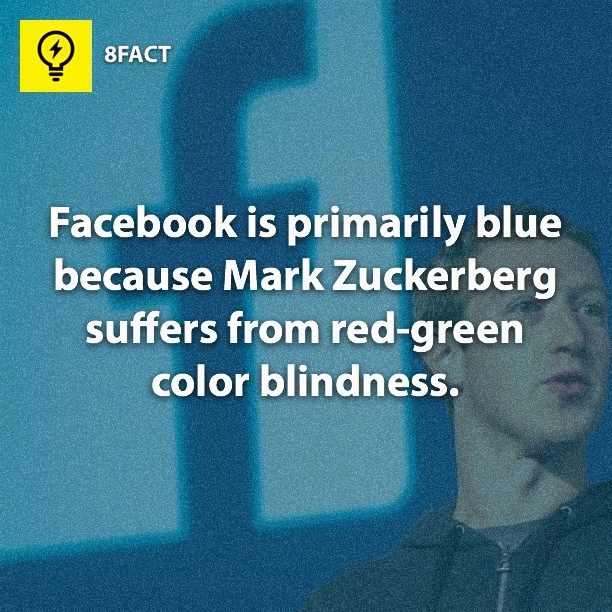 8FACT
Facebook is primarily blue
because Mark Zuckerberg
suffers from red-green
color blindness.